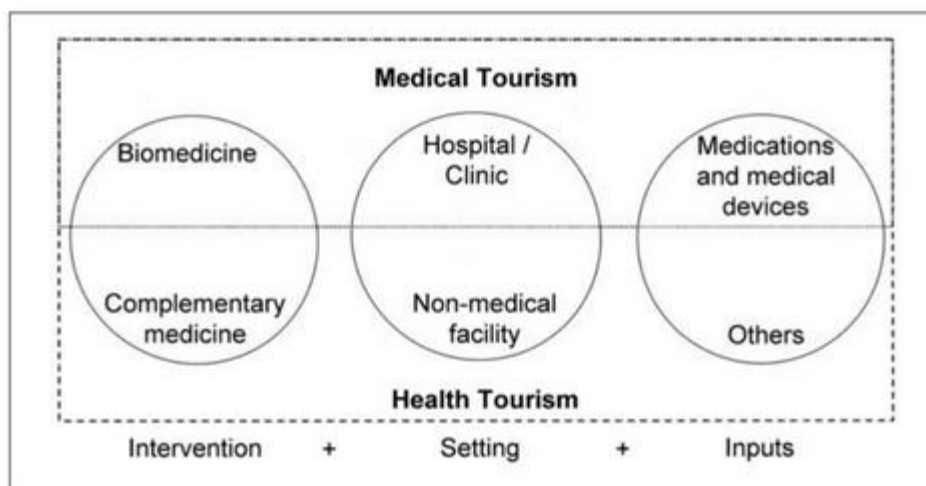 Medical Tourism
Biomedicine
Hospital /
Clinic
Medications
and medical
devices
Complementary
medicine
Non-medical
facility
Others
Health Tourism
Intervention + Setting + Inputs